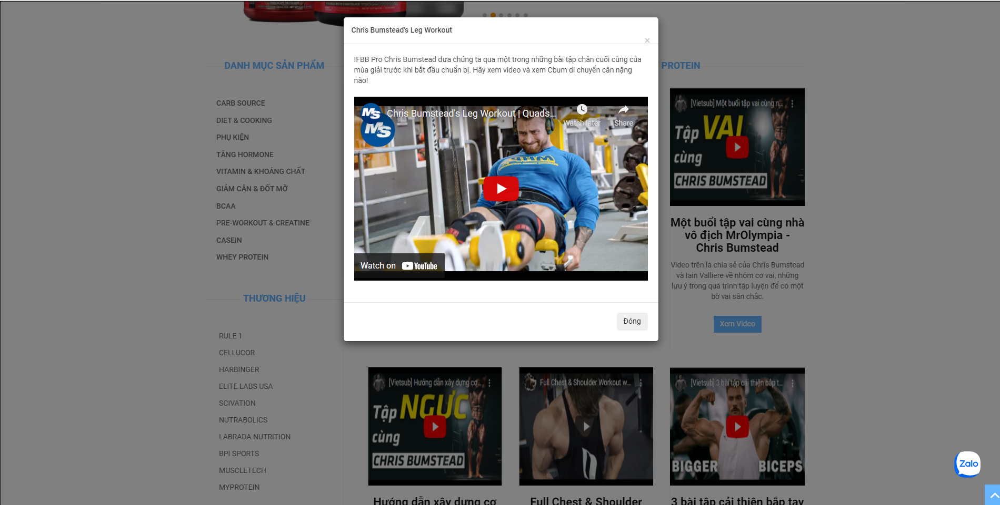 Chris Bumstead's Leg Workout
×
IFBB Pro Chris Bumstead đưa chúng ta qua một trong những bài tập chân cuối cùng của
mùa giải trước khi bắt đầu chuẩn bị. Hãy xem video và xem Cbum di chuyển cân nặng
nào!
M&S
M&S
Chris Bumstead's Leg Workout | Quads...
Watch later
Share
Watch on YouTube
Đóng
DANH MỤC SẢN PHẨM
CARB SOURCE
DIET & COOKING
PHỤ KIỆN
TĂNG HORMONE
VITAMIN & KHOÁNG CHẤT
GIẢM CÂN & ĐỐT MỠ
BCAA
PRE-WORKOUT & CREATINE
CASEIN
WHEY PROTEIN
THƯƠNG HIỆU
RULE 1
CELLUCOR
HARBINGER
ELITE LABS USA
SCIVATION
NUTRABOLICS
LABRADA NUTRITION
BPI SPORTS
MUSCLETECH
MYPROTEIN
PROTEIN
[Vietsub] Một buổi tập vai cùng n...
Tập VAI
cùng
CHRIS BUMSTEAD
Một buổi tập vai cùng nhà
vô địch MrOlympia -
Chris Bumstead
Video trên là chia sẻ của Chris Bumstead
và Iain Valliere về nhóm cơ vai, những
lưu ý trong quá trình tập luyện để có một
bờ vai săn chắc.
Xem Video
[Vietsub] Hướng dẫn xây dựng cơ...
Tập NGỰC
cùng
CHRIS BUMSTEAD
Hướng dẫn xây dựng cơ
Full Chest & Shoulder Workout w...
Full Chest & Shoulder
[Vietsub] 3 bài tập cải thiện bắp t...
BIGGER BICEPS
3 bài tập cải thiện bắp tay
Zalo